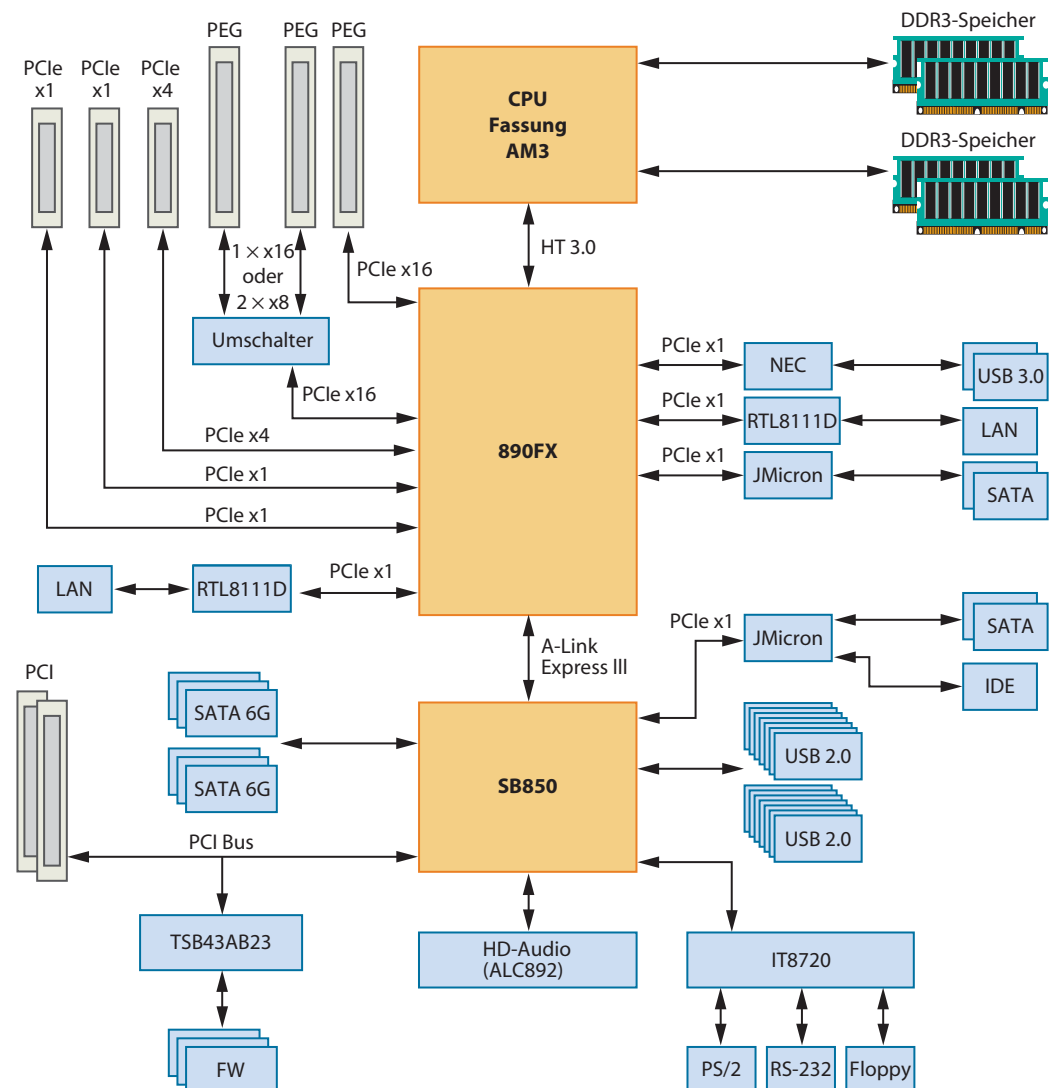 PEG
PEG
PEG
DDR3-Speicher
PCIe
x1
PCIe
x1
PCIe
x4
CPU
Fassung
AM3
DDR3-Speicher
HT 3.0
1 × x16
oder
2 × x8
PCIe x16
Umschalter
PCIe x16
PCIe x4
PCIe x1
PCIe x1
890FX
PCIe x1
NEC
USB 3.0
PCIe x1
RTL8111D
LAN
PCIe x1
JMicron
SATA
LAN
RTL8111D
PCIe x1
A-Link
Express III
PCIe x1
JMicron
SATA
IDE
PCI
SATA 6G
SATA 6G
SB850
USB 2.0
USB 2.0
PCI Bus
TSB43AB23
FW
HD-Audio
(ALC892)
IT8720
PS/2
RS-232
Floppy